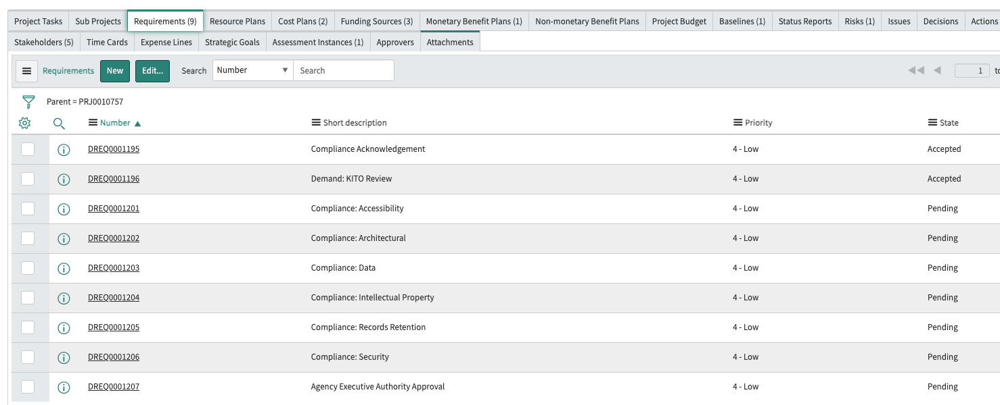 Project Tasks Sub Projects Requirements (9) Resource Plans Cost Plans (2) Funding Sources (3) Monetary Benefit Plans (1) Non-monetary Benefit Plans Project Budget Baselines (1) Status Reports Risks (1) Issues Decisions Actions
Stakeholders (5) Time Cards Expense Lines Strategic Goals Assessment Instances (1) Approvers Attachments
Requirements New Edit... Search Number Search 1 to
Parent = PRJ0010757
Number Short description Priority State
DREQ0001195 Compliance Acknowledgement 4 - Low Accepted
DREQ0001196 Demand: KITO Review 4 - Low Accepted
DREQ0001201 Compliance: Accessibility 4 - Low Pending
DREQ0001202 Compliance: Architectural 4 - Low Pending
DREQ0001203 Compliance: Data 4 - Low Pending
DREQ0001204 Compliance: Intellectual Property 4 - Low Pending
DREQ0001205 Compliance: Records Retention 4 - Low Pending
DREQ0001206 Compliance: Security 4 - Low Pending
DREQ0001207 Agency Executive Authority Approval 4 - Low Pending